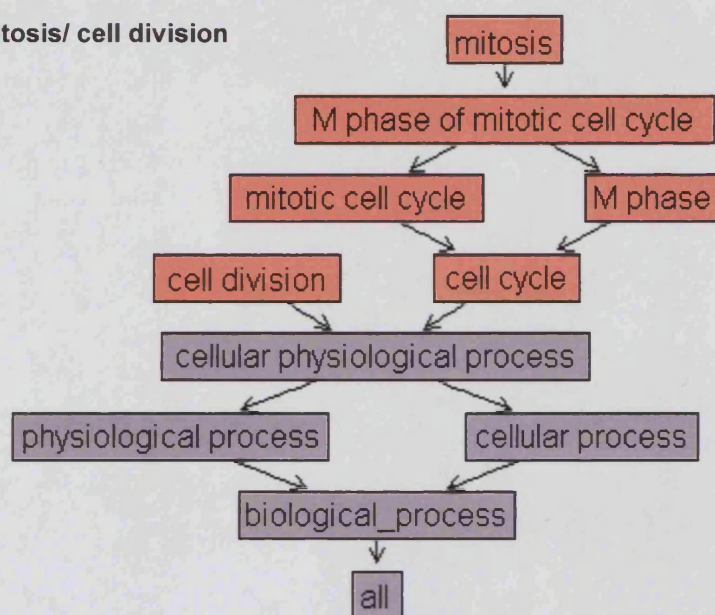 tosis/ cell division
mitosis
M phase of mitotic cell cycle
mitotic cell cycle
M phase
cell division
cell cycle
cellular physiological process
physiological process
cellular process
biological_process
all